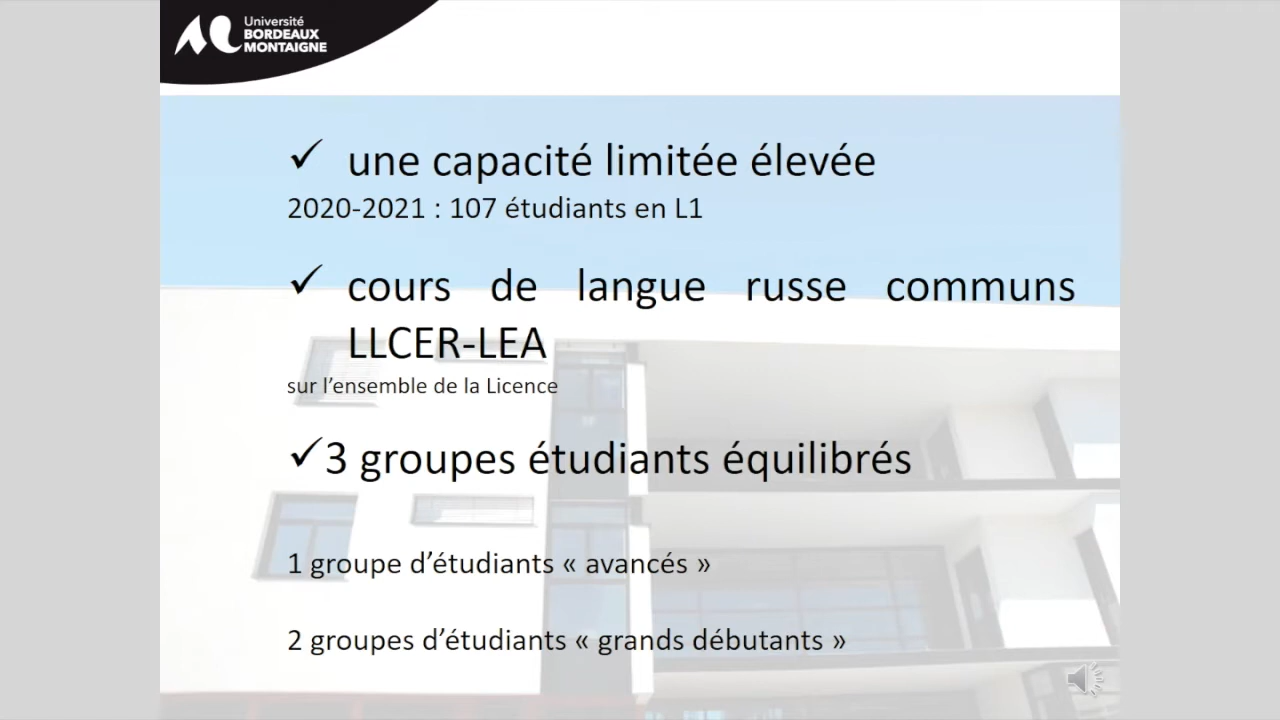 Université
BORDEAUX
MONTAIGNE
✓ une capacité limitée élevée
2020-2021 : 107 étudiants en L1
✓ cours de langue russe communs
LLCER-LEA
sur l’ensemble de la Licence
✓3 groupes étudiants équilibrés
1 groupe d’étudiants « avancés »
2 groupes d’étudiants « grands débutants »